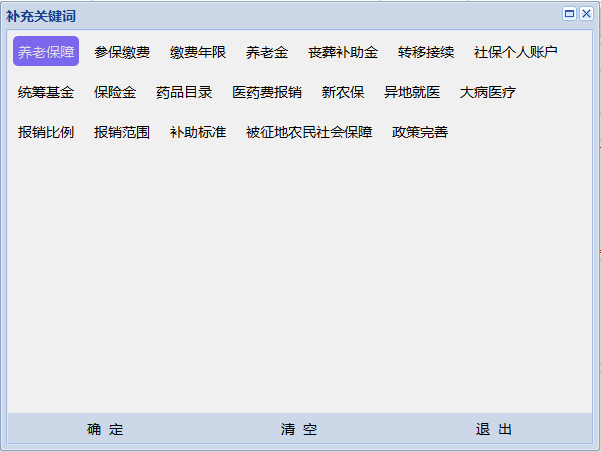 补充关键词
养老保障 参保缴费 缴费年限 养老金 丧葬补助金 转移接续 社保个人账户
统筹基金 保险金 药品目录 医药费报销 新农保 异地就医 大病医疗
报销比例 报销范围 补助标准 被征地农民社会保障 政策完善
确 定 清 空 退 出